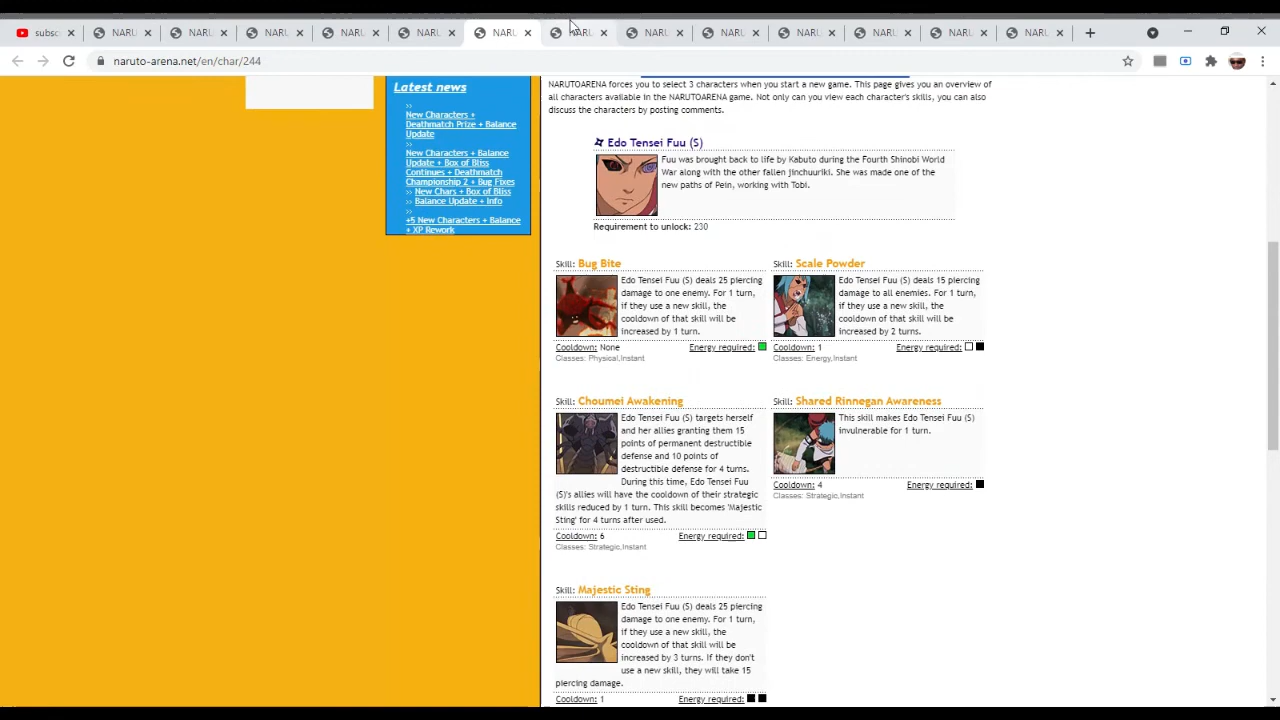 subsc
NARU
NARU
NARU
NARU
NARU
NARU
NARU
NARU
NARU
NARU
NARU
NARU
NARU
naruto-arena.net/en/char/244
Latest news
»
New Characters +
Deathmatch Prize + Balance
Update
»
New Characters + Balance
Update + Box of Bliss
Continues + Deathmatch
Championship 2 + Bug Fixes
» New Chars + Box of Bliss
» Balance Update + Info
»
+5 New Characters + Balance
+ XP Rework
NARUTOARENA forces you to select 3 characters when you start a new game. This page gives you an overview of
all characters available in the NARUTOARENA game. Not only can you view each character's skills, you can also
discuss the characters by posting comments.
Edo Tensei Fuu (S)
Fuu was brought back to life by Kabuto during the Fourth Shinobi World
War along with the other fallen jinchuuriki. She was made one of the
new paths of Pein, working with Tobi.
Requirement to unlock: 230
Skill: Bug Bite
Edo Tensei Fuu (S) deals 25 piercing
damage to one enemy. For 1 turn,
if they use a new skill, the
cooldown of that skill will be
increased by 1 turn.
Cooldown: None
Energy required:
Classes: Physical,Instant
Skill: Scale Powder
Edo Tensei Fuu (S) deals 15 piercing
damage to all enemies. For 1 turn,
if they use a new skill, the
cooldown of that skill will be
increased by 2 turns.
Cooldown: 1
Energy required:
Classes: Energy,Instant
Skill: Choumei Awakening
Edo Tensei Fuu (S) targets herself
and her allies granting them 15
points of permanent destructible
defense and 10 points of
destructible defense for 4 turns.
During this time, Edo Tensei Fuu
(S)'s allies will have the cooldown of their strategic
skills reduced by 1 turn. This skill becomes 'Majestic
Sting' for 4 turns after used.
Cooldown: 6
Energy required:
Classes: Strategic,Instant
Skill: Shared Rinnegan Awareness
This skill makes Edo Tensei Fuu (S)
invulnerable for 1 turn.
Cooldown: 4
Energy required:
Classes: Strategic,Instant
Skill: Majestic Sting
Edo Tensei Fuu (S) deals 25 piercing
damage to one enemy. For 1 turn,
if they use a new skill, the
cooldown of that skill will be
increased by 3 turns. If they don't
use a new skill, they will take 15
piercing damage.
Cooldown: 1
Energy required: